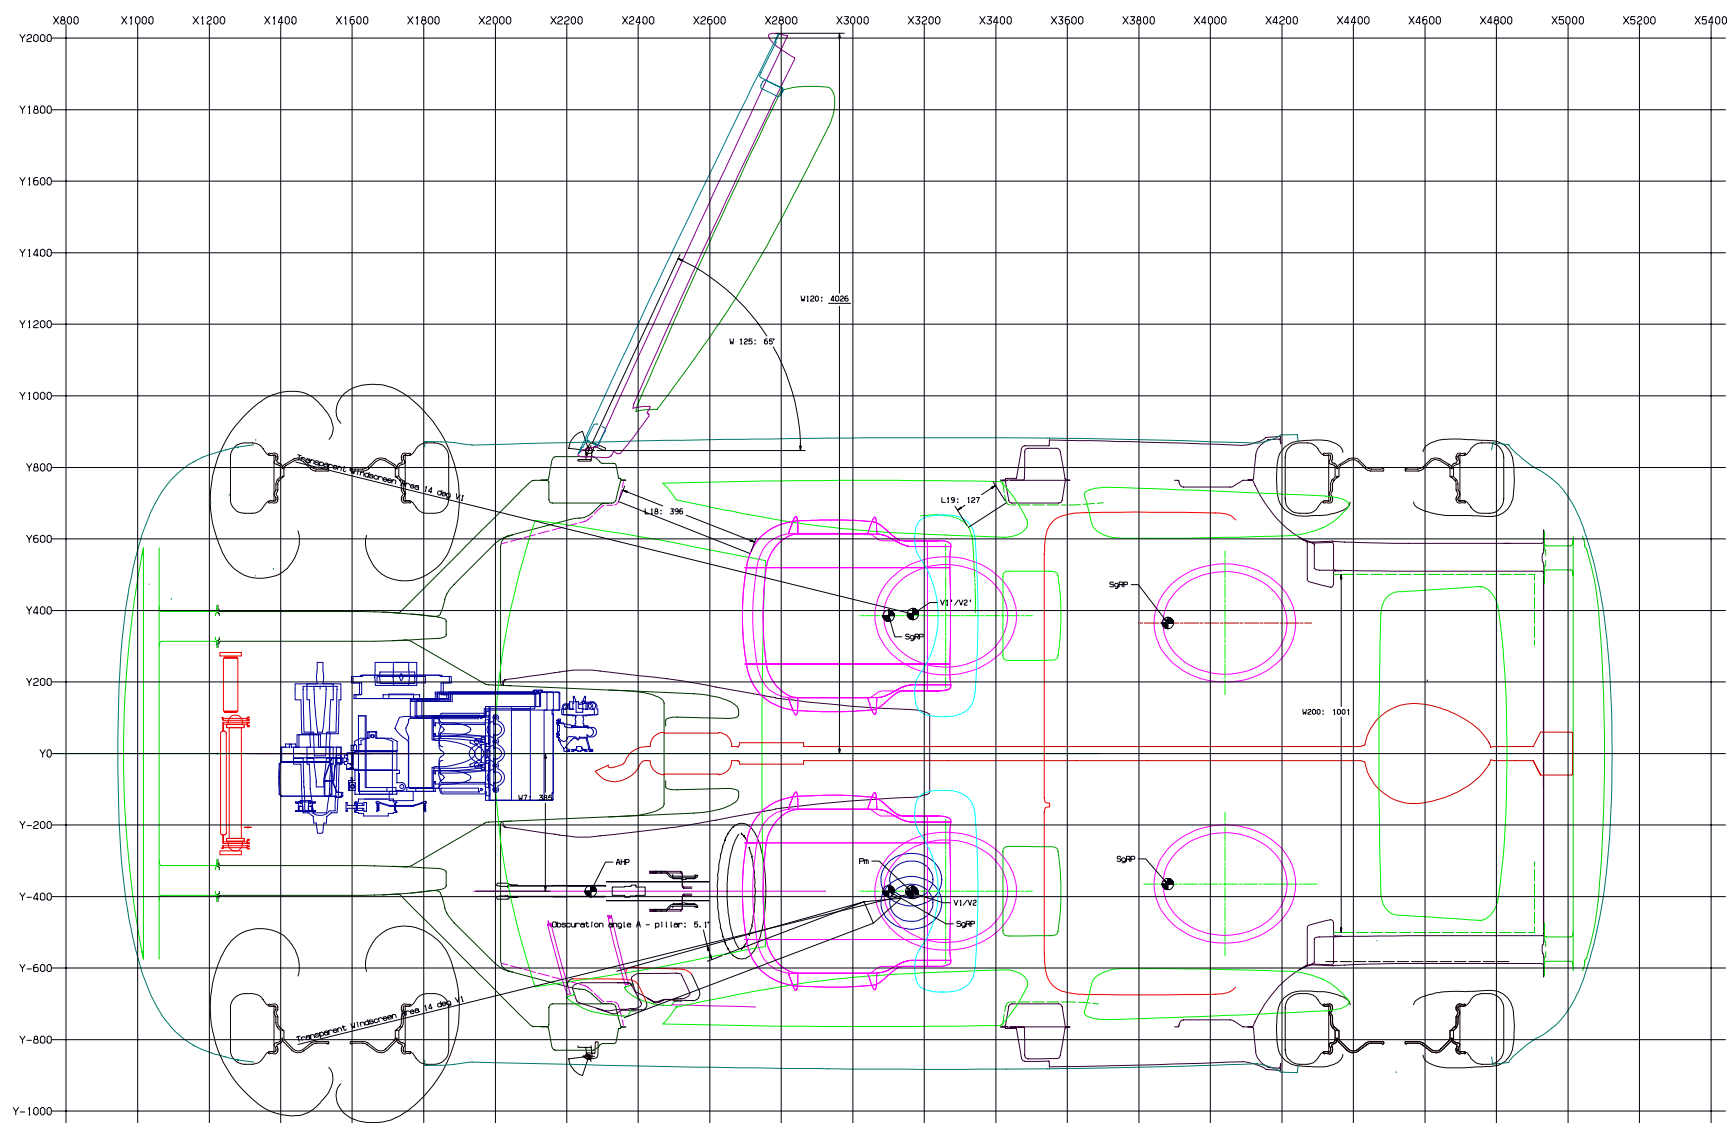 X800 X1000 X1200 X1400 X1600 X1800 X2000 X2200 X2400 X2600 X2800 X3000 X3200 X3400 X3600 X3800 X4000 X4200 X4400 X4600 X4800 X5000 X5200 X5400
Y2000
Y1800
Y1600
Y1400
W120: 4026
Y1200
W 125: 65°
Y1000
Y800
Transparent Windscreen area 14 deg V1
L19: 127
L18: 396
Y600
SgRP
V1'/V2'
Y400
SgRP
Y200
W200: 1001
Y0
W7: 385
Y-200
AHP
Pm
SgRP
Y-400
V1/V2
Obscuration angle A - pillar: 5.1°
SgRP
Y-600
Transparent Windscreen area 14 deg V1
Y-800
Y-1000